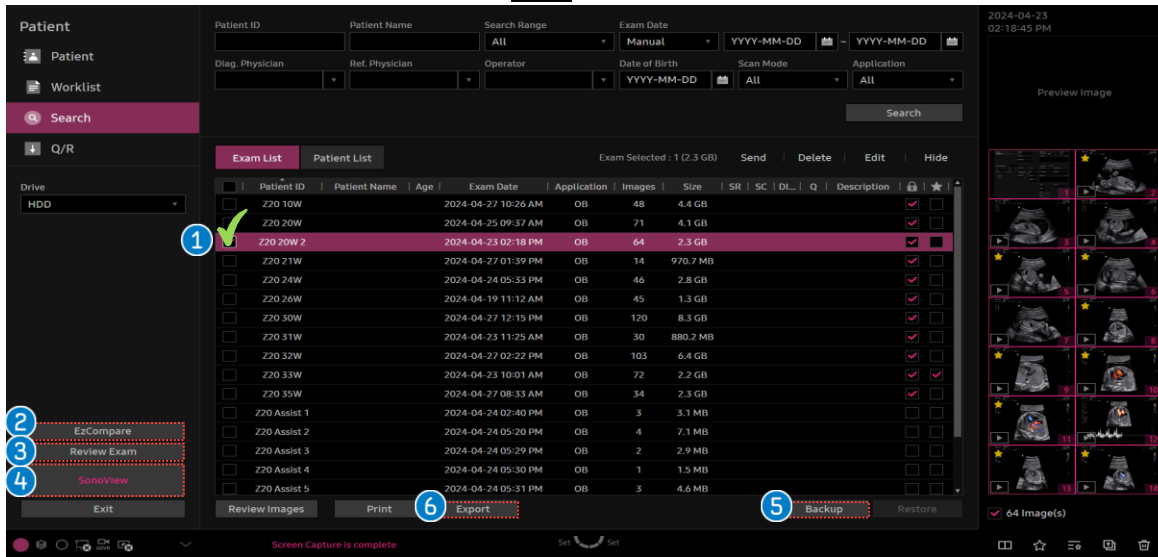 Patient
Patient
Worklist
Search
Q/R
Drive
HDD
Patient ID Patient Name Search Range Exam Date
All Manual YYYY-MM-DD ~ YYYY-MM-DD
Diag. Physician Ref. Physician Operator Date of Birth Scan Mode Application
YYYY-MM-DD All All
Search
Exam List Patient List Exam Selected : 1 (2.3 GB) Send Delete Edit Hide
Patient ID Patient Name Age Exam Date Application Images Size SR SC DI... Q Description
Z20 10W 2024-04-27 10:26 AM OB 48 4.4 GB
Z20 20W 2024-04-25 09:37 AM OB 71 4.1 GB
1 Z20 20W 2 2024-04-23 02:18 PM OB 64 2.3 GB
Z20 21W 2024-04-27 01:39 PM OB 14 970.7 MB
Z20 24W 2024-04-24 05:33 PM OB 46 2.8 GB
Z20 26W 2024-04-19 11:12 AM OB 45 1.3 GB
Z20 30W 2024-04-27 12:15 PM OB 120 8.3 GB
Z20 31W 2024-04-23 11:25 AM OB 30 880.2 MB
Z20 32W 2024-04-27 02:22 PM OB 103 6.4 GB
Z20 33W 2024-04-23 10:01 AM OB 72 2.2 GB
Z20 35W 2024-04-27 08:33 AM OB 34 2.3 GB
Z20 Assist 1 2024-04-24 02:40 PM OB 3 3.1 MB
Z20 Assist 2 2024-04-24 05:20 PM OB 4 7.1 MB
Z20 Assist 3 2024-04-24 05:29 PM OB 2 2.9 MB
Z20 Assist 4 2024-04-24 05:30 PM OB 1 1.5 MB
Z20 Assist 5 2024-04-24 05:31 PM OB 3 4.6 MB
2 EzCompare
3 Review Exam
4 SonoView
Exit
Review Images Print 6 Export 5 Backup Restore
Screen Capture is complete
Set Set
2024-04-23
02:18:45 PM
Preview Image
1 2
3 4
5 6
7 8
9 10
11 12
13 14
64 Image(s)